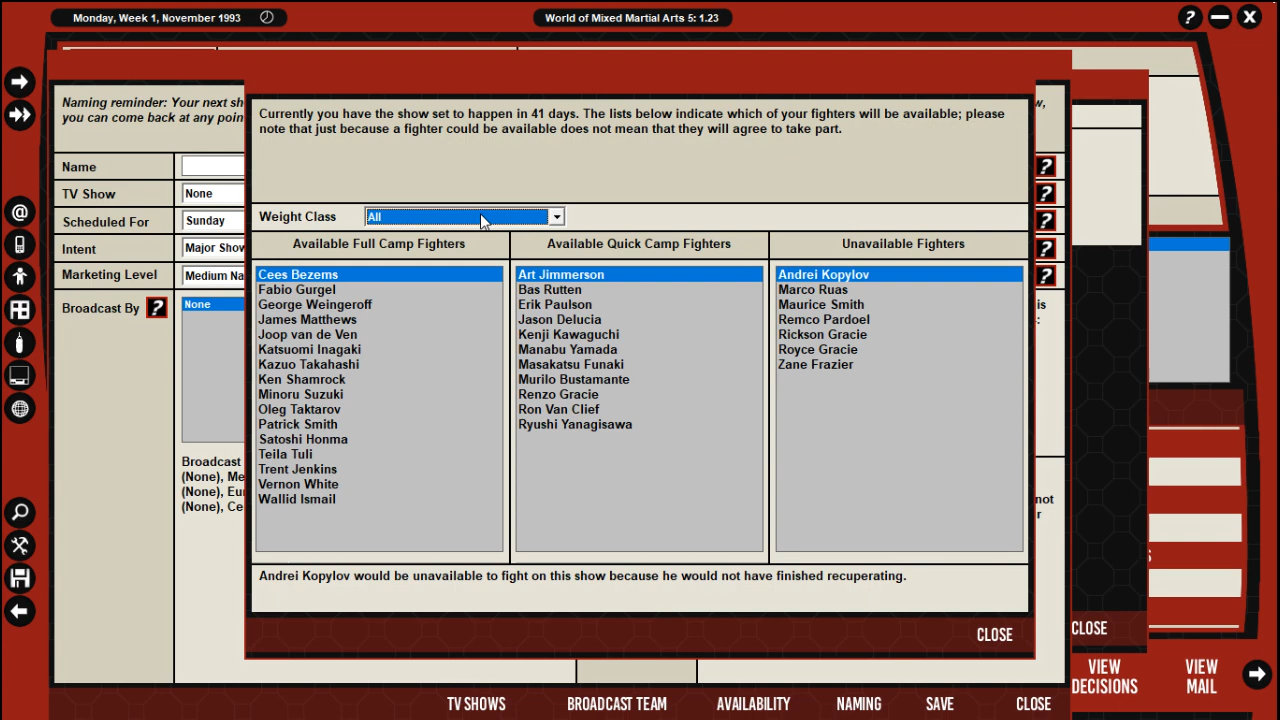 Monday, Week 1, November 1993
World of Mixed Martial Arts 5: 1.23
?
Naming reminder: Your next sh
you can come back at any poin
Name
TV Show
None
Scheduled For
Sunday
Intent
Major Show
Marketing Level
Medium Na
Broadcast By
?
None
Broadcast
(None), Me
(None), Eur
(None), Ce
Currently you have the show set to happen in 41 days. The lists below indicate which of your fighters will be available; please
note that just because a fighter could be available does not mean that they will agree to take part.
Weight Class
All
Available Full Camp Fighters
Available Quick Camp Fighters
Unavailable Fighters
Cees Bezems
Fabio Gurgel
George Weingeroff
James Matthews
Joop van de Ven
Katsuomi Inagaki
Kazuo Takahashi
Ken Shamrock
Minoru Suzuki
Oleg Taktarov
Patrick Smith
Satoshi Honma
Teila Tuli
Trent Jenkins
Vernon White
Wallid Ismail
Art Jimmerson
Bas Rutten
Erik Paulson
Jason Delucia
Kenji Kawaguchi
Manabu Yamada
Masakatsu Funaki
Murilo Bustamante
Renzo Gracie
Ron Van Clief
Ryushi Yanagisawa
Andrei Kopylov
Marco Ruas
Maurice Smith
Remco Pardoel
Rickson Gracie
Royce Gracie
Zane Frazier
Andrei Kopylov would be unavailable to fight on this show because he would not have finished recuperating.
CLOSE
w,
?
?
?
?
?
is
:
not
r
CLOSE
VIEW
DECISIONS
VIEW
MAIL
TV SHOWS
BROADCAST TEAM
AVAILABILITY
NAMING
SAVE
CLOSE